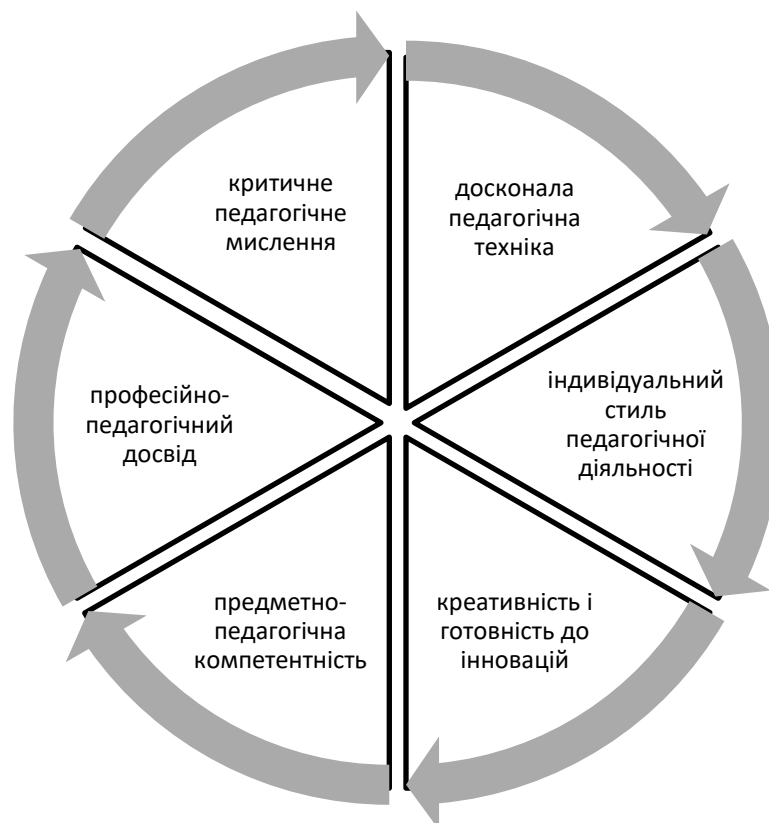 критичне
педагогічне
мислення
досконала
педагогічна
техніка
індивідуальний
стиль
педагогічної
діяльності
креативність і
готовність до
інновацій
предметно-
педагогічна
компетентність
професійно-
педагогічний
досвід